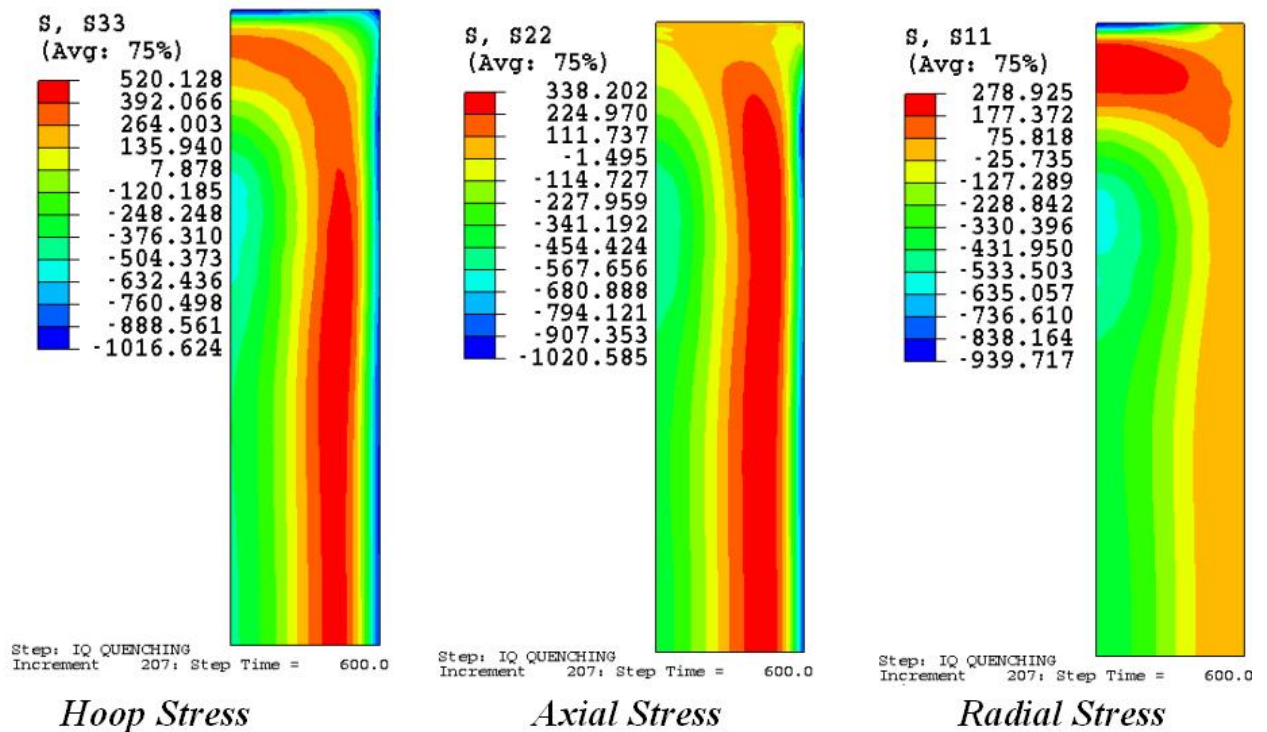 S, S33
(Avg: 75%)
520.128
392.066
264.003
135.940
7.878
-120.185
-248.248
-376.310
-504.373
-632.436
-760.498
-888.561
-1016.624
Step: IQ QUENCHING
Increment 207: Step Time = 600.0
Hoop Stress
S, S22
(Avg: 75%)
338.202
224.970
111.737
-1.495
-114.727
-227.959
-341.192
-454.424
-567.656
-680.888
-794.121
-907.353
-1020.585
Step: IQ QUENCHING
Increment 207: Step Time = 600.0
Axial Stress
S, S11
(Avg: 75%)
278.925
177.372
75.818
-25.735
-127.289
-228.842
-330.396
-431.950
-533.503
-635.057
-736.610
-838.164
-939.717
Step: IQ QUENCHING
Increment 207: Step Time = 600.0
Radial Stress